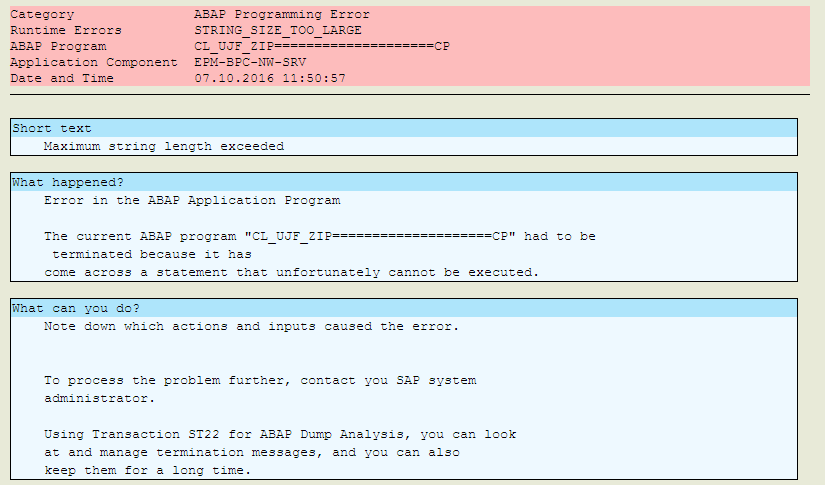 Category ABAP Programming Error
Runtime Errors STRING_SIZE_TOO_LARGE
ABAP Program CL_UJF_ZIP====================CP
Application Component EPM-BPC-NW-SRV
Date and Time 07.10.2016 11:50:57
Short text
Maximum string length exceeded
What happened?
Error in the ABAP Application Program
The current ABAP program "CL_UJF_ZIP====================CP" had to be
terminated because it has
come across a statement that unfortunately cannot be executed.
What can you do?
Note down which actions and inputs caused the error.
To process the problem further, contact you SAP system
administrator.
Using Transaction ST22 for ABAP Dump Analysis, you can look
at and manage termination messages, and you can also
keep them for a long time.